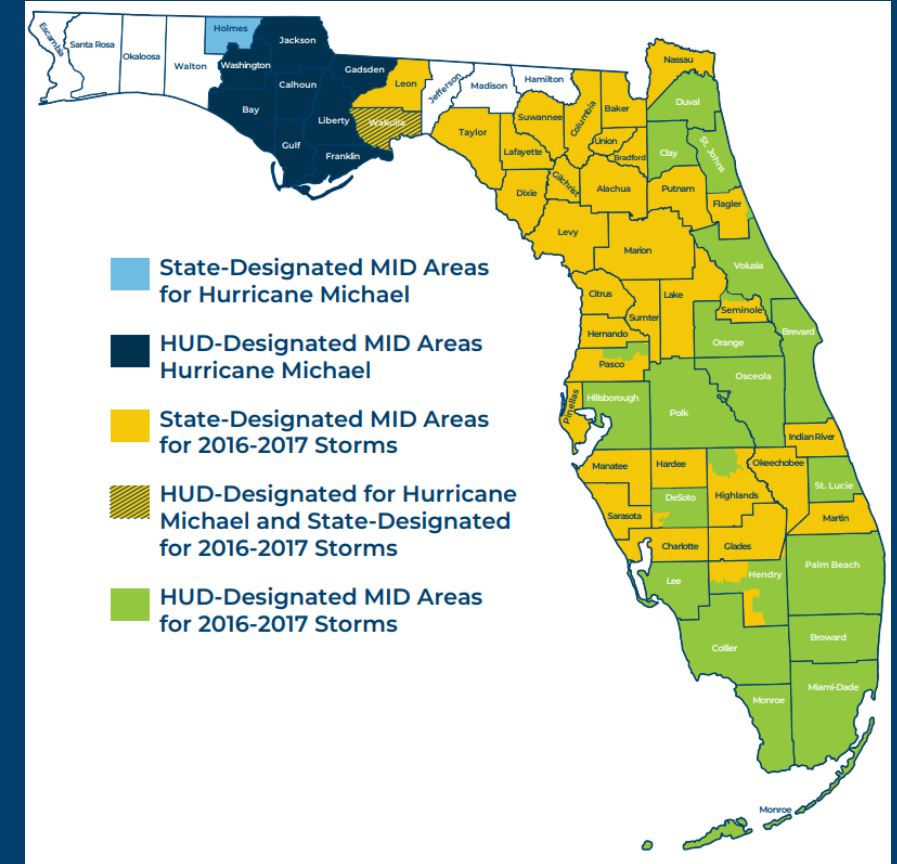 Escambia
Santa Rosa
Okaloosa
Walton
Holmes
Washington
Jackson
Bay
Calhoun
Gulf
Liberty
Franklin
Gadsden
Leon
Wakulla
Jefferson
Madison
Hamilton
Taylor
Suwannee
Lafayette
Columbia
Baker
Union
Bradford
Nassau
Duval
Clay
St. Johns
Dixie
Gilchrist
Alachua
Putnam
Flagler
Levy
Marion
Volusia
Citrus
Sumter
Lake
Seminole
Hernando
Orange
Brevard
Pasco
Osceola
Pinellas
Hillsborough
Polk
Indian River
Manatee
Hardee
Okeechobee
Highlands
St. Lucie
DeSoto
Sarasota
Martin
Charlotte
Glades
Lee
Hendry
Palm Beach
Collier
Broward
Monroe
Miami-Dade
Monroe
State-Designated MID Areas
for Hurricane Michael
HUD-Designated MID Areas
Hurricane Michael
State-Designated MID Areas
for 2016-2017 Storms
HUD-Designated for Hurricane
Michael and State-Designated
for 2016-2017 Storms
HUD-Designated MID Areas
for 2016-2017 Storms